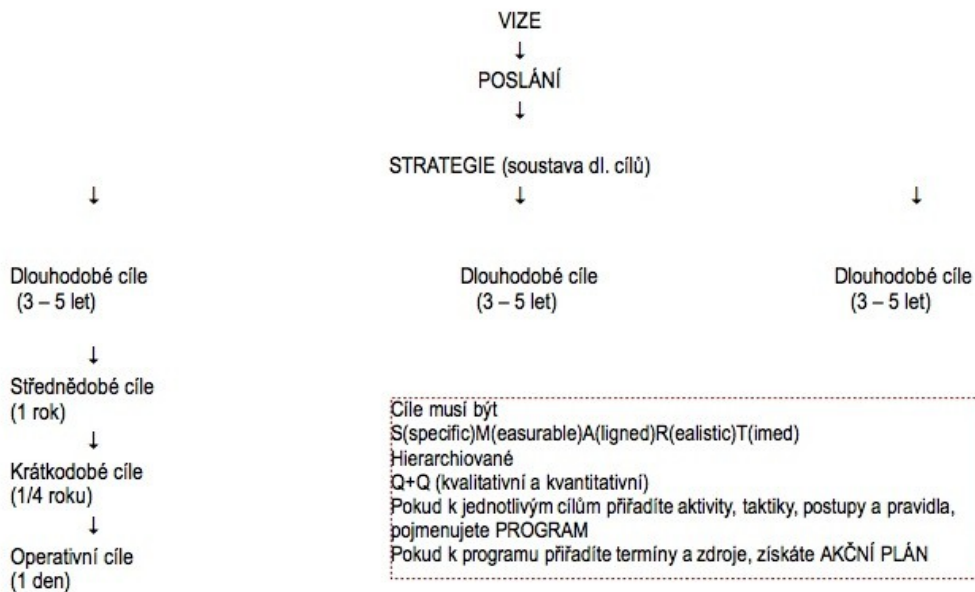 VIZE
↓
POSLÁNÍ
↓
STRATEGIE (soustava dl. cílů)
↓ ↓ ↓
Dlouhodobé cíle Dlouhodobé cíle Dlouhodobé cíle
(3 – 5 let) (3 – 5 let) (3 – 5 let)
↓
Střednědobé cíle
(1 rok)
↓
Krátkodobé cíle
(1/4 roku)
↓
Operativní cíle
(1 den)
Cíle musí být
S(specific)M(easurable)A(ligned)R(ealistic)T(imed)
Hierarchiované
Q+Q (kvalitativní a kvantitativní)
Pokud k jednotlivým cílům přiřadíte aktivity, taktiky, postupy a pravidla,
pojmenujete PROGRAM
Pokud k programu přiřadíte termíny a zdroje, získáte AKČNÍ PLÁN